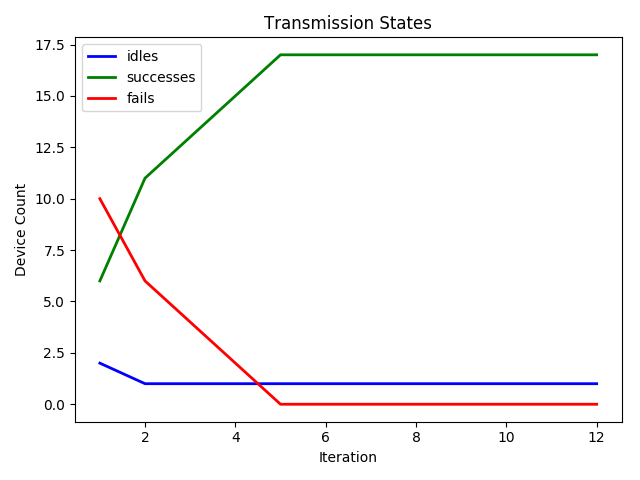 Transmission States
idles
successes
fails
Device Count
17.5
15.0
12.5
10.0
7.5
5.0
2.5
0.0
2
4
6
8
10
12
Iteration